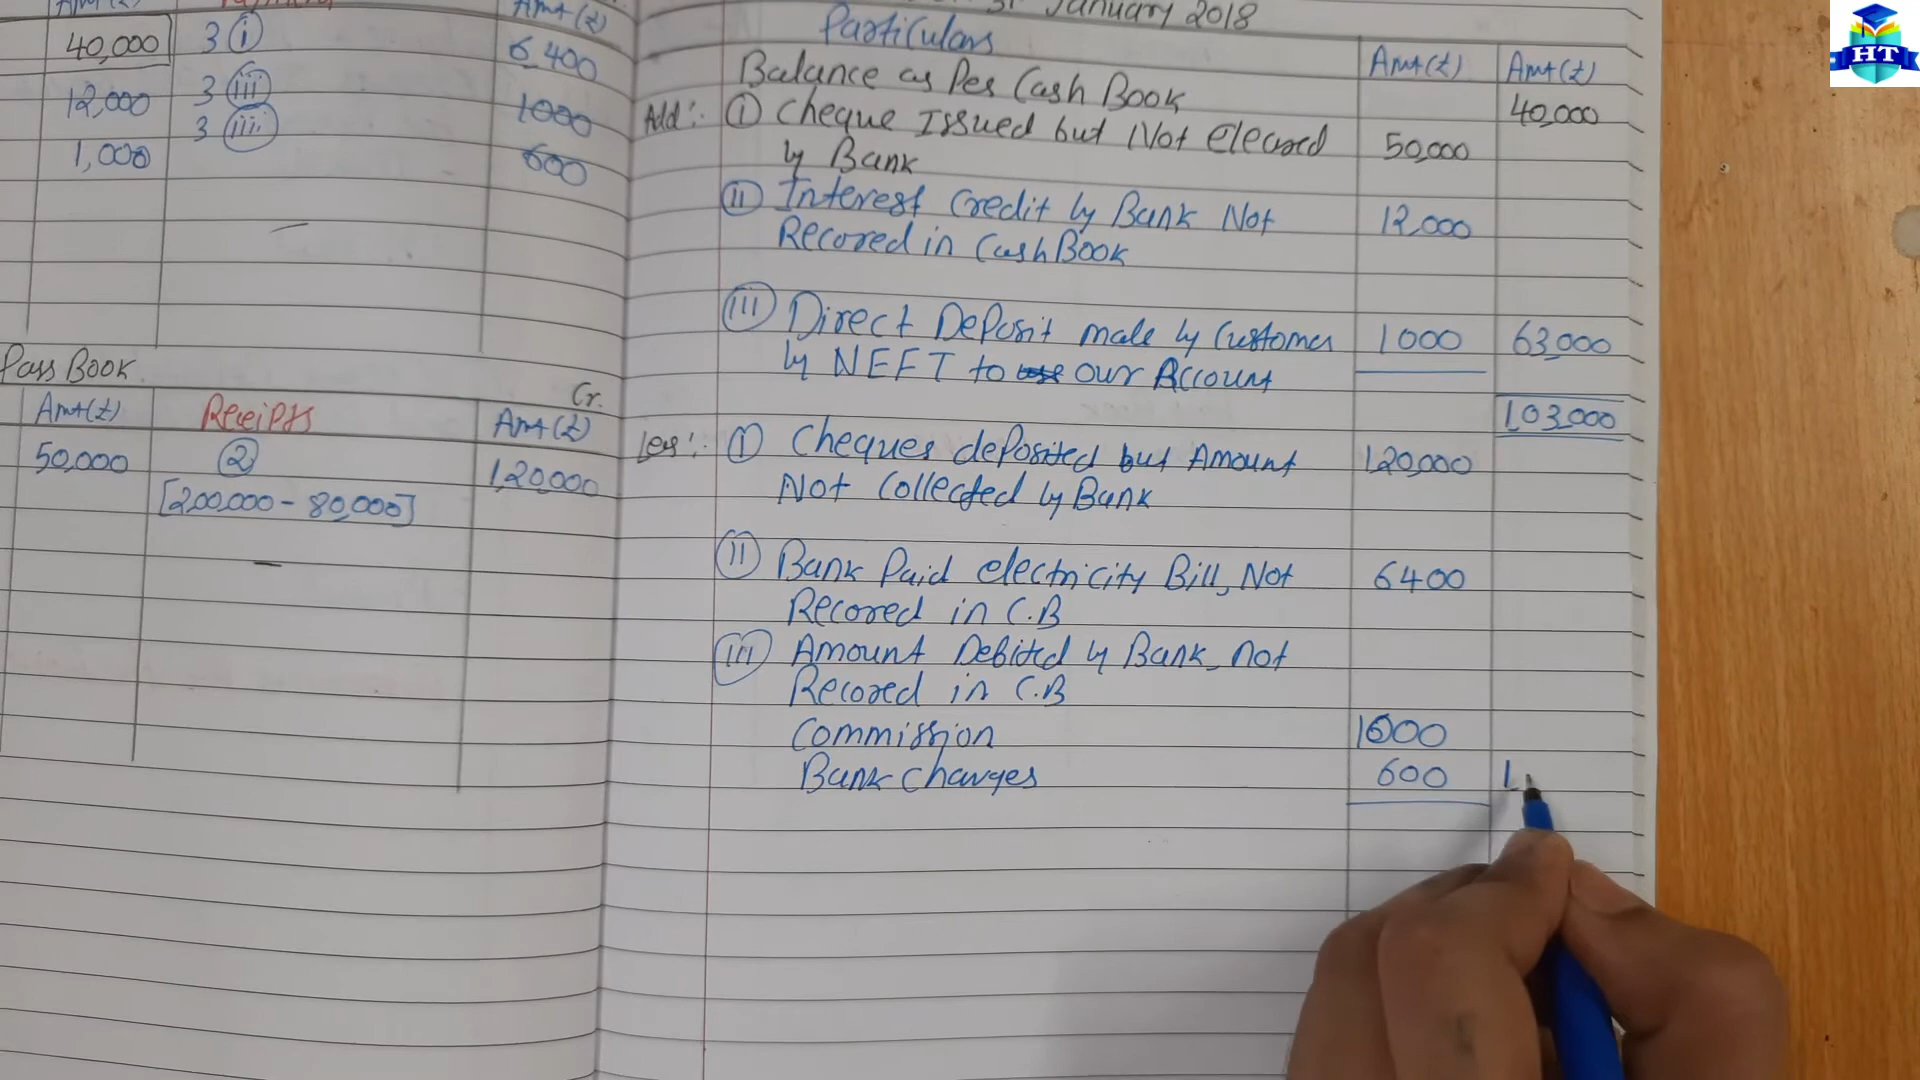 Amt(₹)
40,000 3 (i) 6,400
12,000 3 (iii) 1000
3 (iii)
1,000 600
Pass Book
Cr.
Amt(₹) Receipts Amt(₹)
50,000 (2) 1,20,000
[2,00,000 - 80,000]
31 January 2018
Particulars Amt(₹) Amt(₹)
Balance as Per Cash Book 40,000
Add:- (i) Cheque Issued but Not Cleared 50,000
by Bank
(ii) Interest Credit by Bank Not 12,000
Recored in Cash Book
(iii) Direct Deposit made by Customer 1000 63,000
by NEFT to our Account
1,03,000
Less:- (i) Cheques deposited but Amount 1,20,000
Not Collected by Bank
(ii) Bank Paid electricity Bill, Not 6400
Recored in C.B
(iii) Amount Debited by Bank, not
Recored in C.B
Commission 1000
Bank Charges 600 1
HT